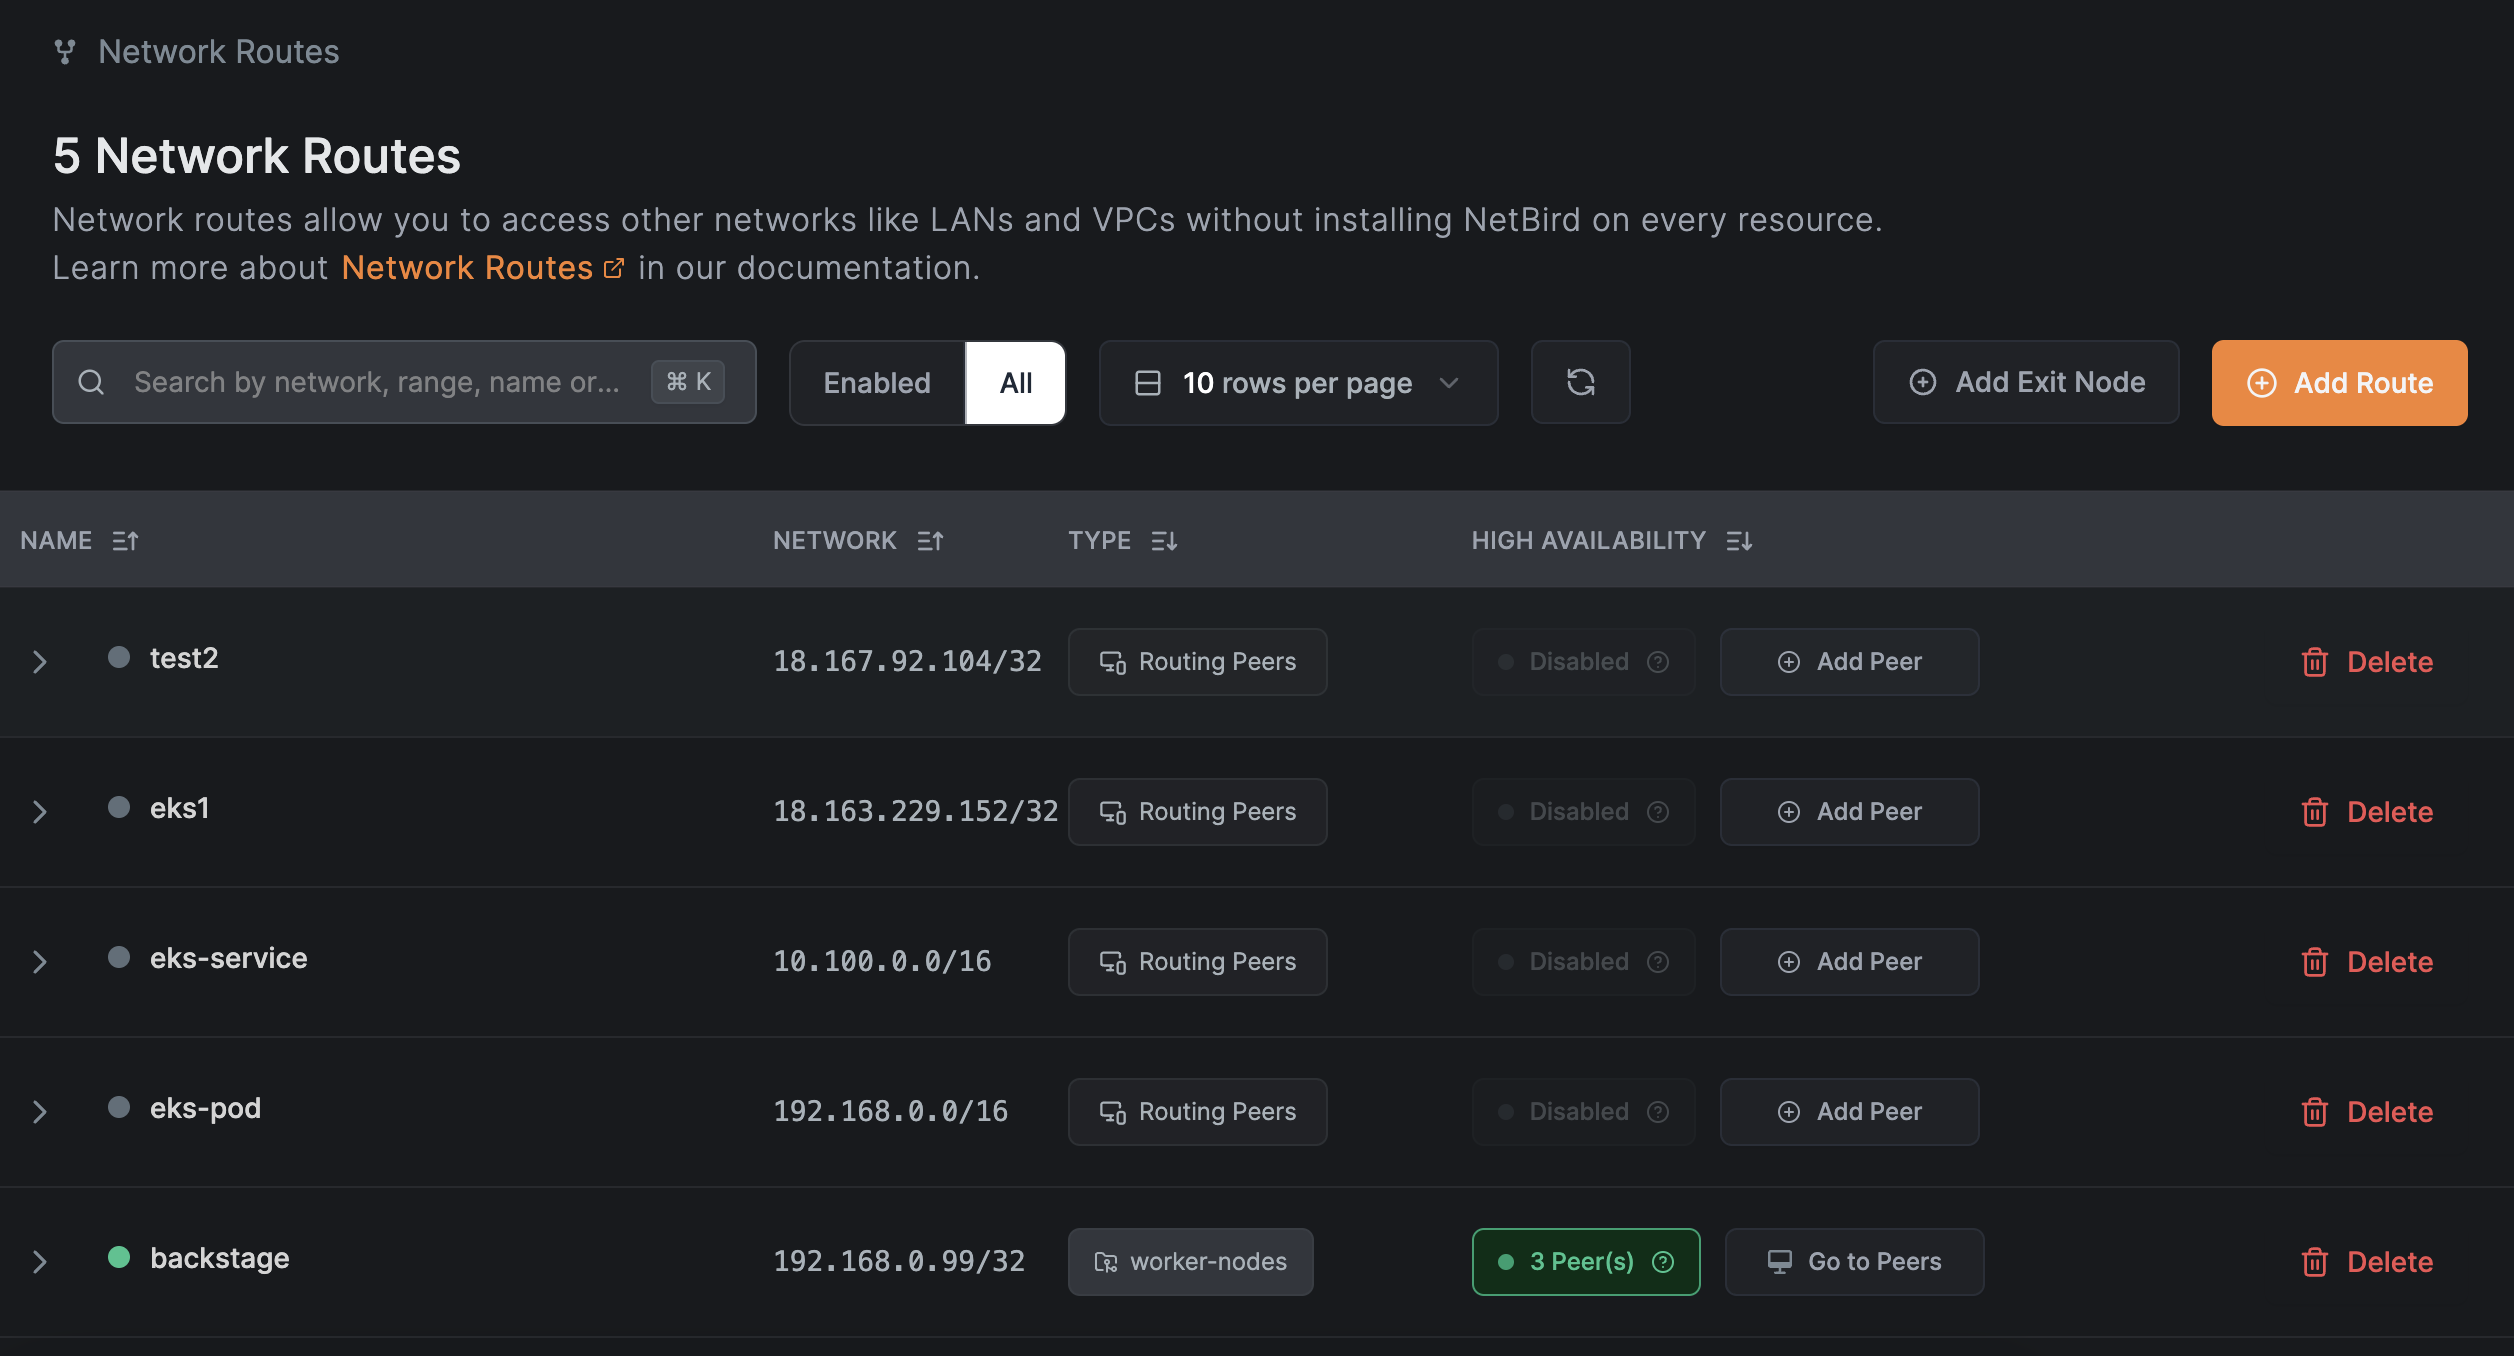 Network Routes
5 Network Routes
Network routes allow you to access other networks like LANs and VPCs without installing NetBird on every resource.
Learn more about Network Routes in our documentation.
Search by network, range, name or... ⌘ K Enabled All 10 rows per page Add Exit Node Add Route
NAME NETWORK TYPE HIGH AVAILABILITY
test2 18.167.92.104/32 Routing Peers Disabled Add Peer Delete
eks1 18.163.229.152/32 Routing Peers Disabled Add Peer Delete
eks-service 10.100.0.0/16 Routing Peers Disabled Add Peer Delete
eks-pod 192.168.0.0/16 Routing Peers Disabled Add Peer Delete
backstage 192.168.0.99/32 worker-nodes 3 Peer(s) Go to Peers Delete